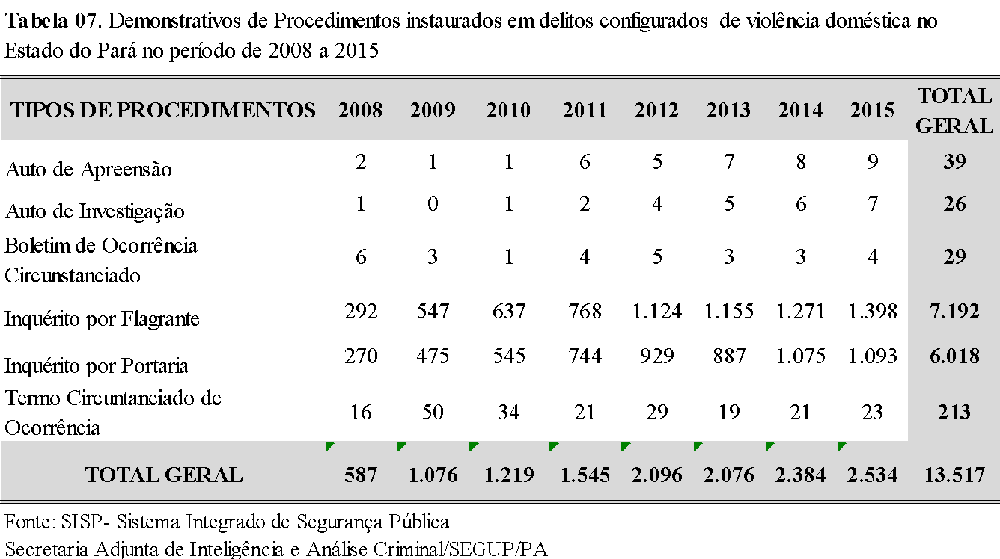 Tabela 07. Demonstrativos de Procedimentos instaurados em delitos configurados de violência doméstica no
Estado do Pará no período de 2008 a 2015
TIPOS DE PROCEDIMENTOS 2008 2009 2010 2011 2012 2013 2014 2015 TOTAL GERAL
Auto de Apreensão 2 1 1 6 5 7 8 9 39
Auto de Investigação 1 0 1 2 4 5 6 7 26
Boletim de Ocorrência
Circunstanciado 6 3 1 4 5 3 3 4 29
Inquérito por Flagrante 292 547 637 768 1.124 1.155 1.271 1.398 7.192
Inquérito por Portaria 270 475 545 744 929 887 1.075 1.093 6.018
Termo Circuntanciado de
Ocorrência 16 50 34 21 29 19 21 23 213
TOTAL GERAL 587 1.076 1.219 1.545 2.096 2.076 2.384 2.534 13.517
Fonte: SISP- Sistema Integrado de Segurança Pública
Secretaria Adjunta de Inteligência e Análise Criminal/SEGUP/PA